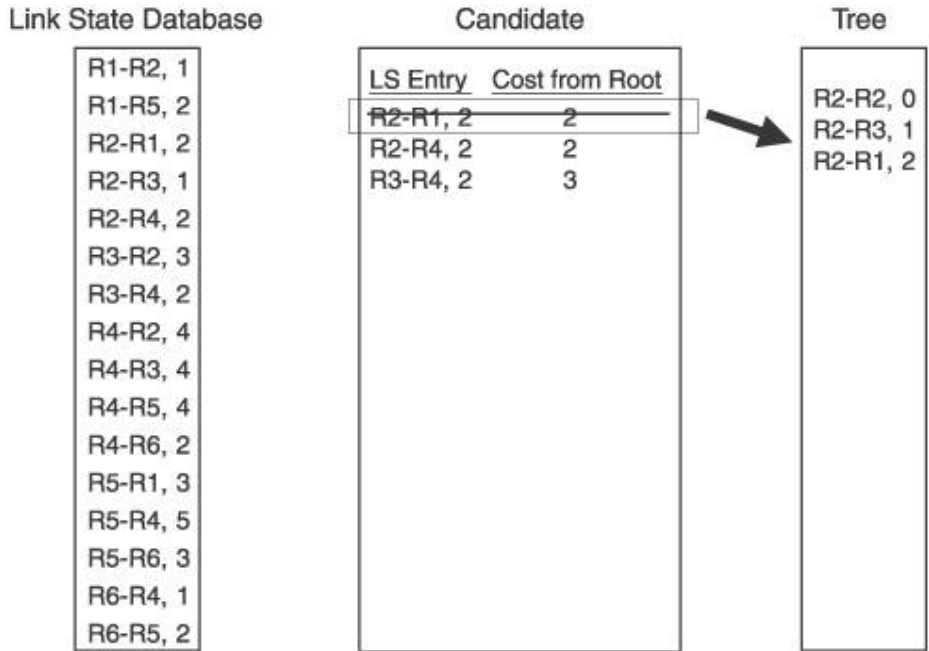 Link State Database
R1-R2, 1
R1-R5, 2
R2-R1, 2
R2-R3, 1
R2-R4, 2
R3-R2, 3
R3-R4, 2
R4-R2, 4
R4-R3, 4
R4-R5, 4
R4-R6, 2
R5-R1, 3
R5-R4, 5
R5-R6, 3
R6-R4, 1
R6-R5, 2
Candidate
LS Entry Cost from Root
R2-R1, 2 2
R2-R4, 2 2
R3-R4, 2 3
Tree
R2-R2, 0
R2-R3, 1
R2-R1, 2